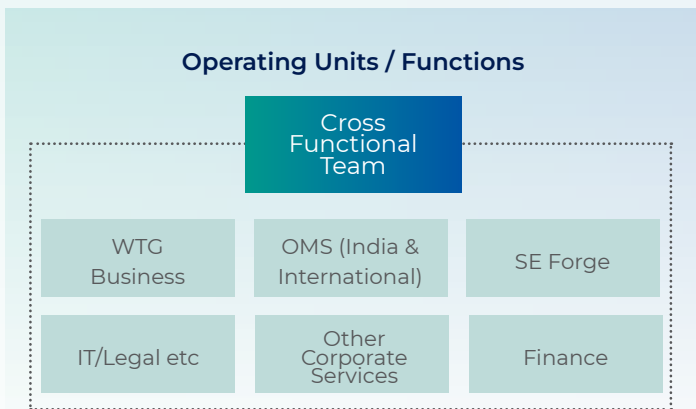 Operating Units / Functions
Cross
Functional
Team
WTG
Business
OMS (India &
International)
SE Forge
IT/Legal etc
Other
Corporate
Services
Finance